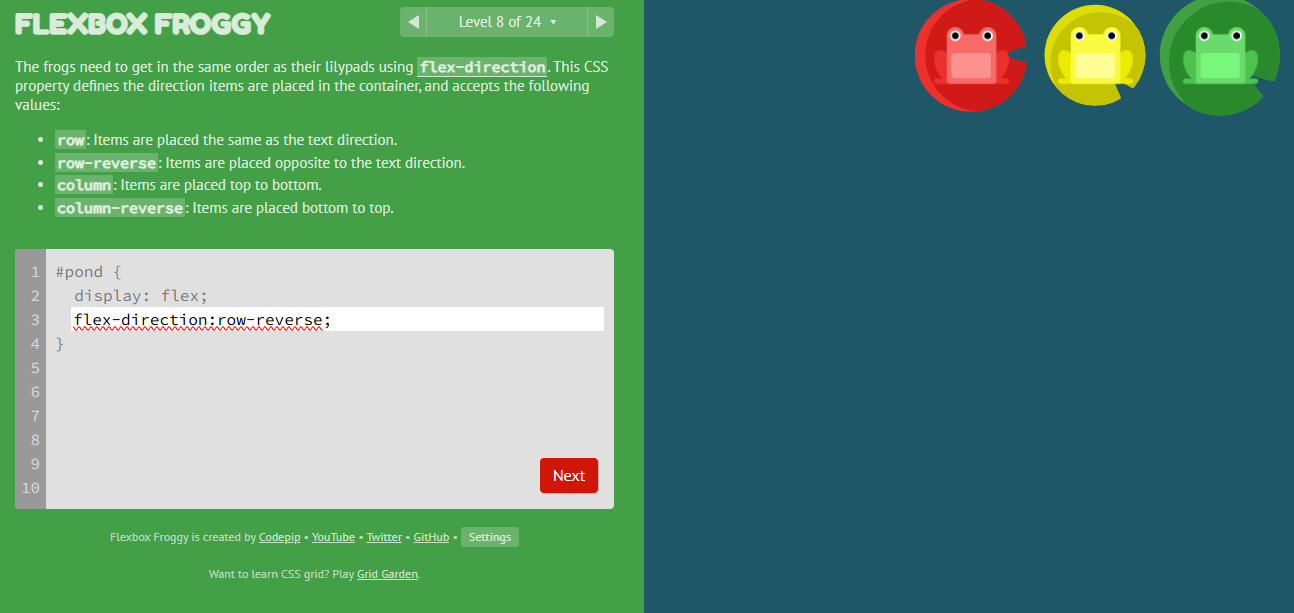 FLEXBOX FROGGY
Level 8 of 24
The frogs need to get in the same order as their lilypads using flex-direction. This CSS
property defines the direction items are placed in the container, and accepts the following
values:
• row: Items are placed the same as the text direction.
• row-reverse: Items are placed opposite to the text direction.
• column: Items are placed top to bottom.
• column-reverse: Items are placed bottom to top.
1 #pond {
2 display: flex;
3 flex-direction:row-reverse;
4 }
5
6
7
8
9
10
Next
Flexbox Froggy is created by Codepip • YouTube • Twitter • GitHub • Settings
Want to learn CSS grid? Play Grid Garden.